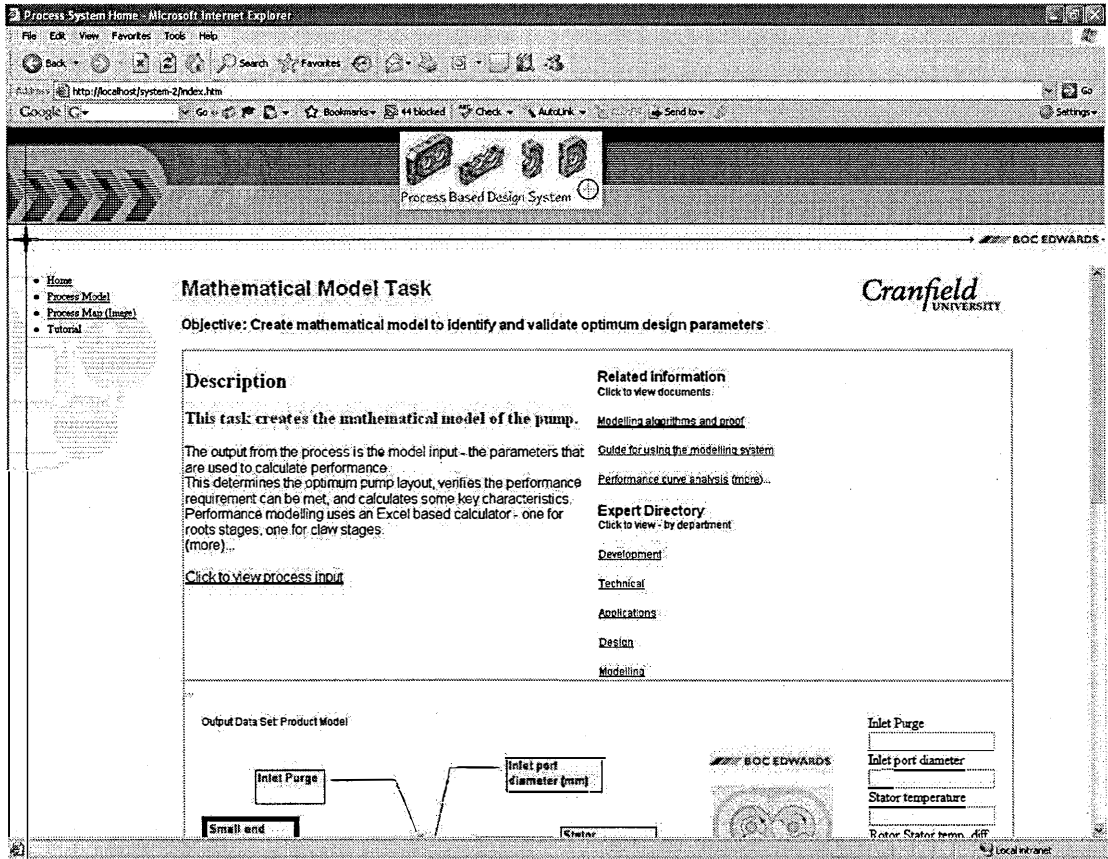 Process System Home - Microsoft Internet Explorer
File Edit View Favorites Tools Help
Back Search Favorites
http://localhost/system-2/index.htm
Go
Google Go Bookmarks 44 blocked Check AutoLink Send to Settings
Process Based Design System
BOC EDWARDS
Home
Process Model
Process Map (Image)
Tutorial
Mathematical Model Task
Cranfield
UNIVERSITY
Objective: Create mathematical model to identify and validate optimum design parameters
Description
This task creates the mathematical model of the pump.
The output from the process is the model input - the parameters that
are used to calculate performance.
This determines the optimum pump layout, verifies the performance
requirement can be met, and calculates some key characteristics.
Performance modelling uses an Excel based calculator - one for
roots stages, one for claw stages.
(more)...
Click to view process input
Related information
Click to view documents
Modelling algorithms and proof
Guide for using the modelling system
Performance curve analysis (more)...
Expert Directory
Click to view - by department
Development
Technical
Applications
Design
Modelling
Output Data Set: Product Model
Inlet Purge
Inlet port
diameter (mm)
Small end
Stator
BOC EDWARDS
Inlet Purge
Inlet port diameter
Stator temperature
Rotor Stator temp. diff
Local intranet